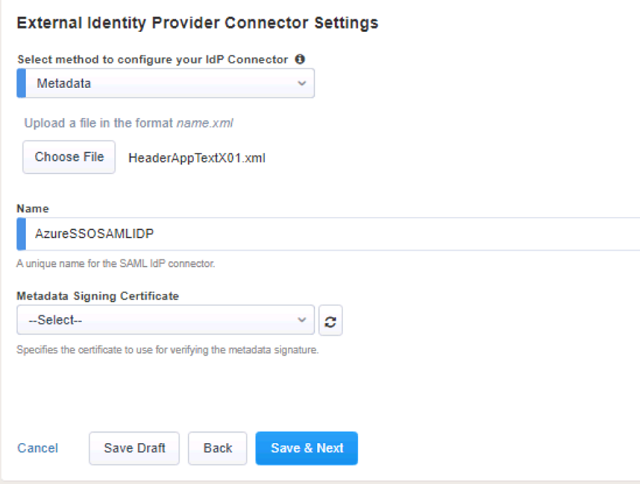 External Identity Provider Connector Settings
Select method to configure your IdP Connector
Metadata
Upload a file in the format name.xml
Choose File HeaderAppTextX01.xml
Name
AzureSSOSAMLIDP
A unique name for the SAML IdP connector.
Metadata Signing Certificate
--Select--
Specifies the certificate to use for verifying the metadata signature.
Cancel Save Draft Back Save & Next